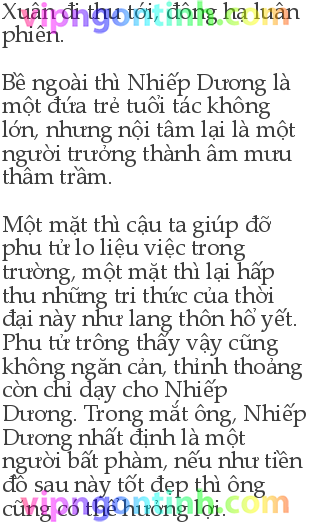 Xuân đi thu tới, đông hạ luân
phiên.
Bề ngoài thì Nhiếp Dương là
một đứa trẻ tuổi tác không
lớn, nhưng nội tâm lại là một
người trưởng thành âm mưu
thâm trầm.
Một mặt thì cậu ta giúp đỡ
phu tử lo liệu việc trong
trường, một mặt thì lại hấp
thu những tri thức của thời
đại này như lang thôn hổ yết.
Phu tử trông thấy vậy cũng
không ngăn cản, thỉnh thoảng
còn chỉ dạy cho Nhiếp
Dương. Trong mắt ông, Nhiếp
Dương nhất định là một
người bất phàm, nếu như tiền
đồ sau này tốt đẹp thì ông
cũng có thể hưởng lợi.
vipngontinh.com
vipngontinh.com